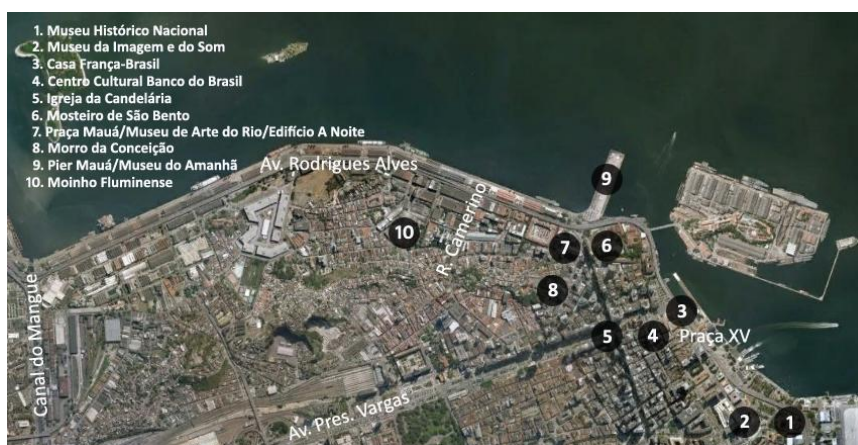 1. Museu Histórico Nacional
2. Museu da Imagem e do Som
3. Casa França-Brasil
4. Centro Cultural Banco do Brasil
5. Igreja da Candelária
6. Mosteiro de São Bento
7. Praça Mauá/Museu de Arte do Rio/Edifício A Noite
8. Morro da Conceição
9. Pier Mauá/Museu do Amanhã
10. Moinho Fluminense
Av. Rodrigues Alves
9
R. Camerino
10
7
6
8
3
Canal do Mangue
5
4
Praça XV
Av. Pres. Vargas
2
1